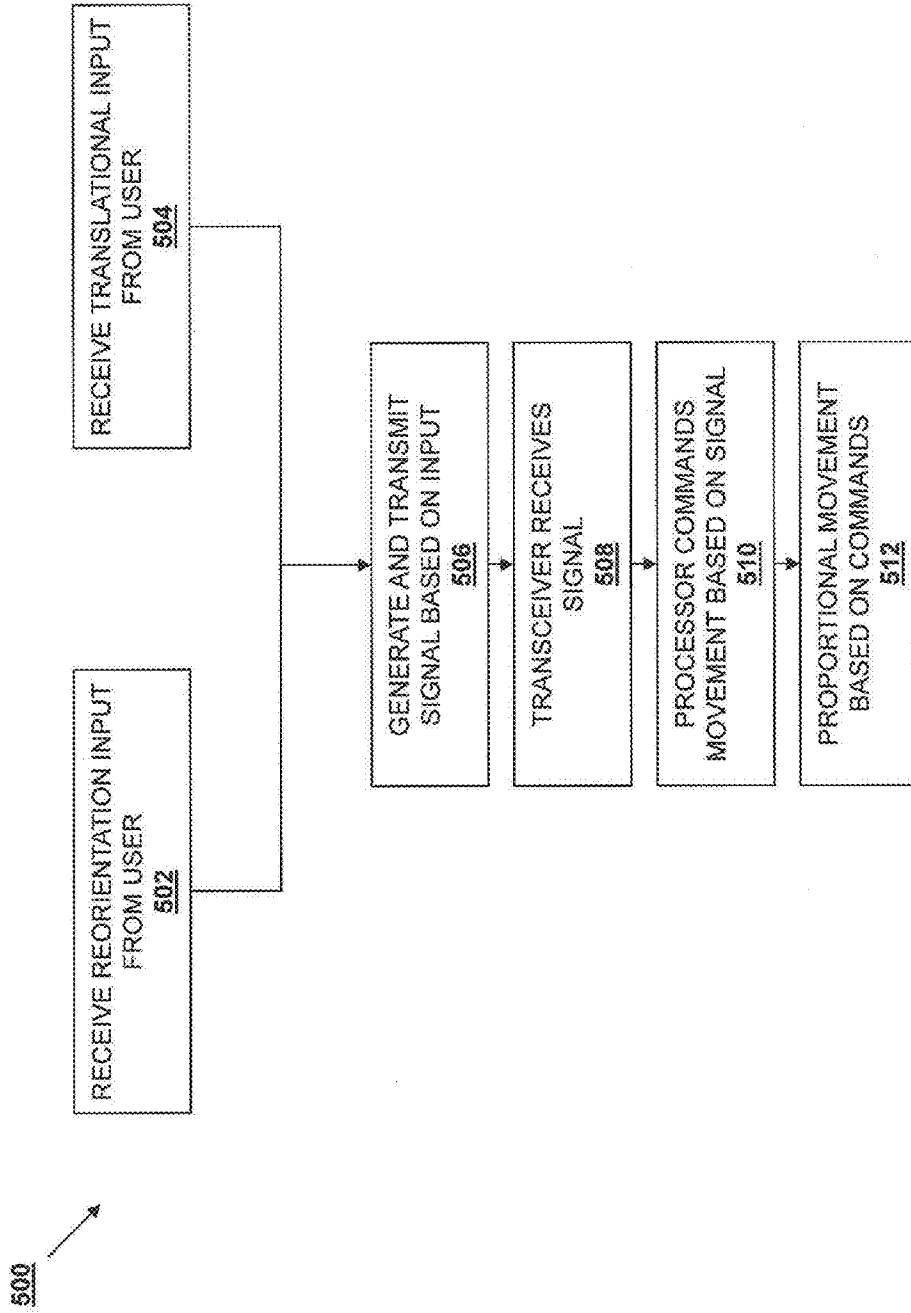 500
RECEIVE REORIENTATION INPUT
FROM USER
502
RECEIVE TRANSLATIONAL INPUT
FROM USER
504
GENERATE AND TRANSMIT
SIGNAL BASED ON INPUT
506
TRANSCEIVER RECEIVES
SIGNAL
508
PROCESSOR COMMANDS
MOVEMENT BASED ON SIGNAL
510
PROPORTIONAL MOVEMENT
BASED ON COMMANDS
512